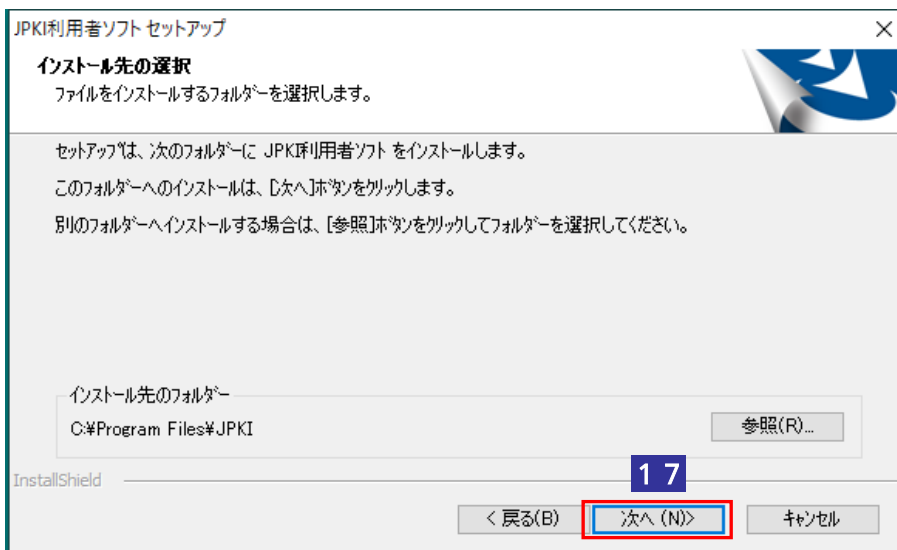 JPKI利用者ソフト セットアップ
インストール先の選択
ファイルをインストールするフォルダーを選択します。
セットアップは、次のフォルダーに JPKI利用者ソフト をインストールします。
このフォルダーへのインストールは、[次へ]ボタンをクリックします。
別のフォルダーへインストールする場合は、[参照]ボタンをクリックしてフォルダーを選択してください。
インストール先のフォルダー
C:¥Program Files¥JPKI
参照(R)...
InstallShield
17
< 戻る(B)
次へ (N)>
キャンセル